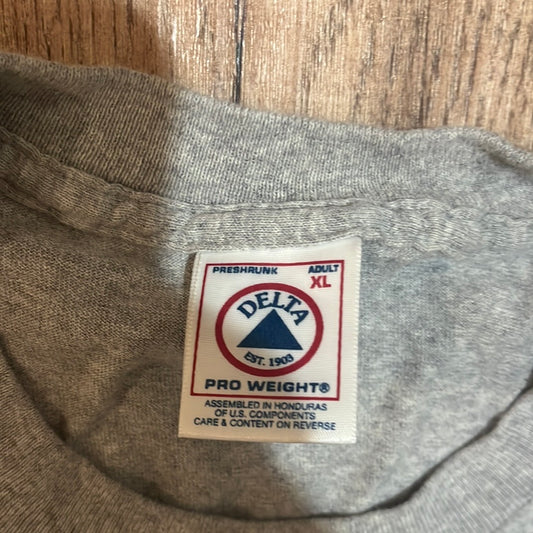 PRESHRUNK ADULT
XL
DELTA
EST. 1903
PRO WEIGHT®
ASSEMBLED IN HONDURAS
OF U.S. COMPONENTS
CARE & CONTENT ON REVERSE